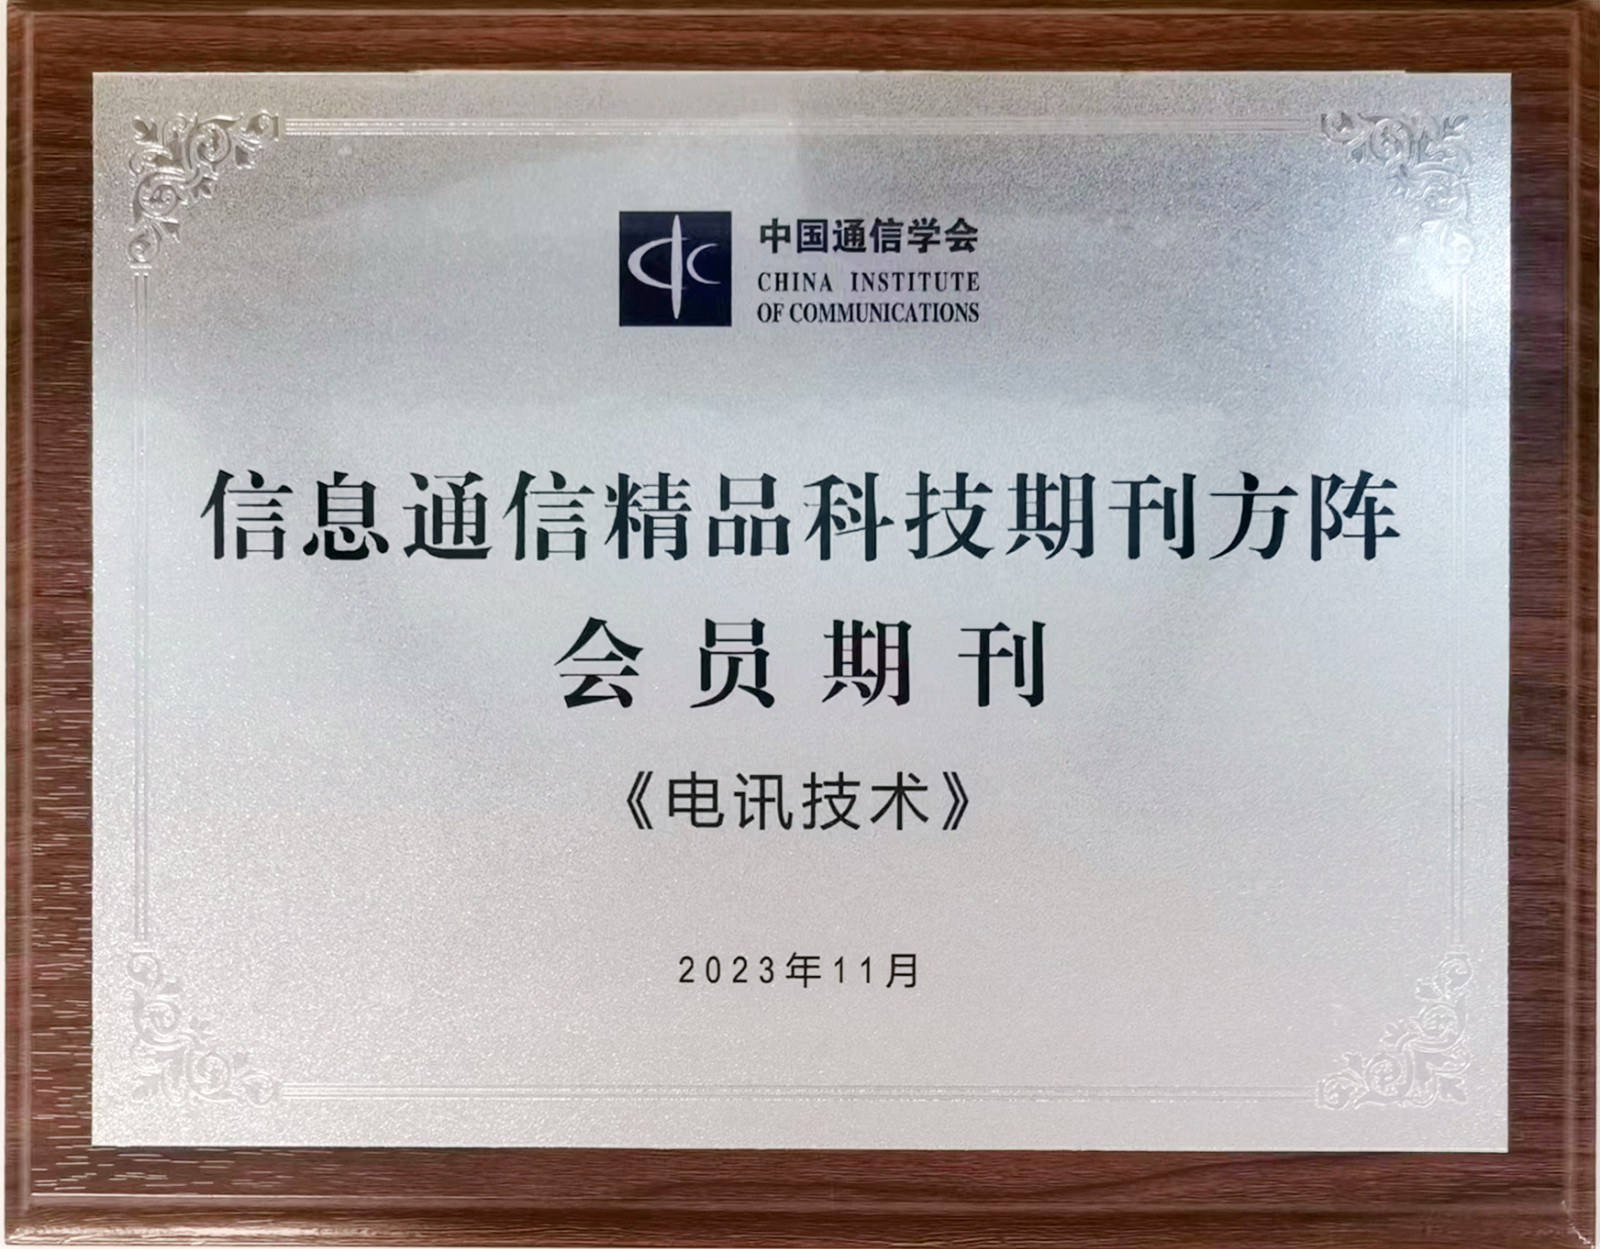 中国通信学会
CHINA INSTITUTE
OF COMMUNICATIONS
信息通信精品科技期刊方阵
会员期刊
《电讯技术》
2023年11月